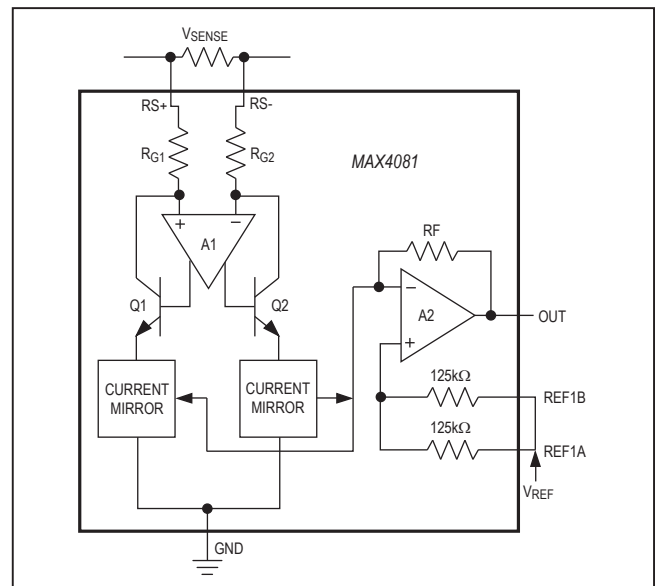 VSENSE
RS+
RS-
RG1
RG2
MAX4081
+
−
A1
RF
Q1
Q2
−
A2
+
OUT
CURRENT
MIRROR
CURRENT
MIRROR
125kΩ
REF1B
125kΩ
REF1A
VREF
GND